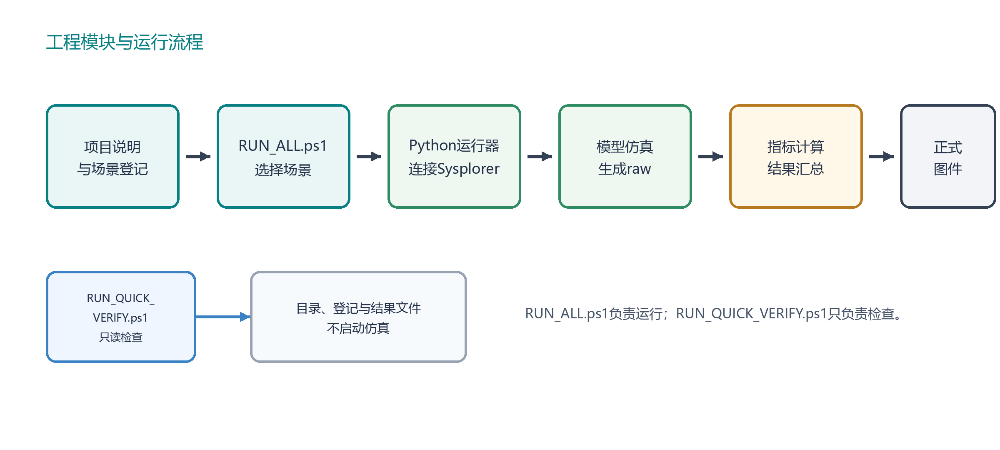 工程模块与运行流程
项目说明
与场景登记
RUN_ALL.ps1
选择场景
Python运行器
连接Sysplorer
模型仿真
生成raw
指标计算
结果汇总
正式
图件
RUN_QUICK_
VERIFY.ps1
只读检查
目录、登记与结果文件
不启动仿真
RUN_ALL.ps1负责运行；RUN_QUICK_VERIFY.ps1只负责检查。